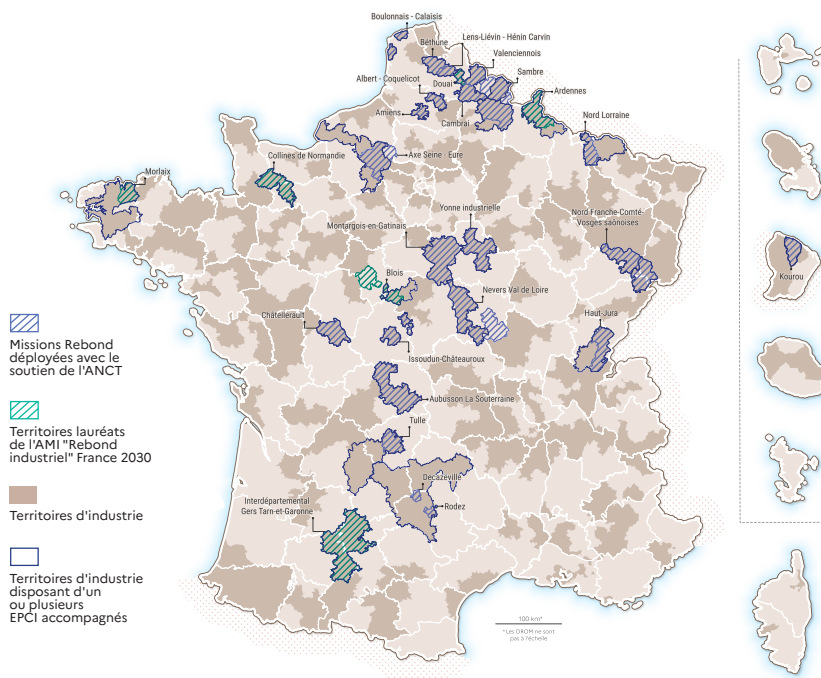 Boulonnais - Calaisis
Lens-Liévin - Hénin Carvin
Béthune
Valenciennois
Albert - Coquelicot
Douai
Sambre
Ardennes
Amiens
Cambrai
Nord Lorraine
Collines de Normandie
Axe Seine - Eure
Morlaix
Yonne industrielle
Montargois-en-Gatinais
Nord Franche-Comté-
Vosges saônoises
Kourou
Blois
Nevers Val de Loire
Châtellerault
Haut-Jura
Issoudun-Châteauroux
Missions Rebond
déployées avec le
soutien de l'ANCT
Aubusson La Souterraine
Territoires lauréats
de l'AMI "Rebond
industriel" France 2030
Tulle
Decazeville
Interdépartemental
Gers Tarn-et-Garonne
Rodez
Territoires d'industrie
Territoires d'industrie
disposant d'un
ou plusieurs
EPCI accompagnés
100 km*
*Les DROM ne sont
pas à l'échelle